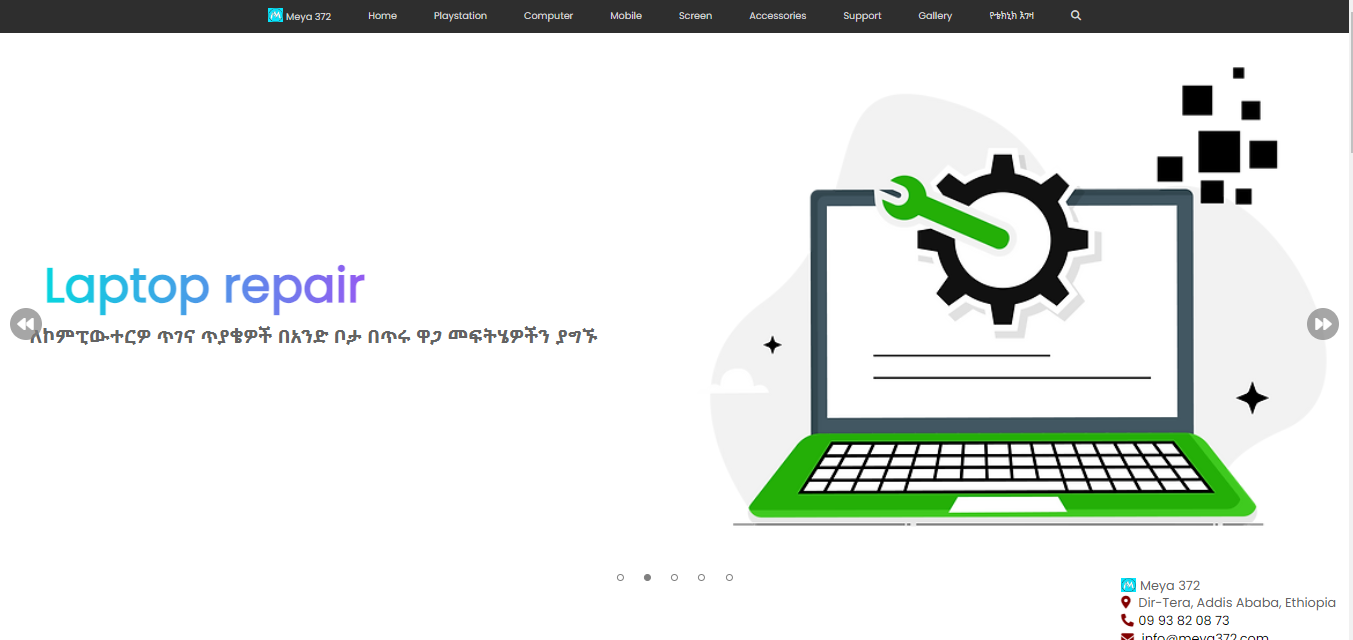 Meya 372 Home Playstation Computer Mobile Screen Accessories Support Gallery የቴክኒክ እገዛ
Laptop repair
ለኮምፒውተርዎ ጥገና ጥያቄዎች በአንድ ቦታ በጥሩ ዋጋ መፍትሄዎችን ያግኙ
Meya 372
Dir-Tera, Addis Ababa, Ethiopia
09 93 82 08 73
info@meya372.com